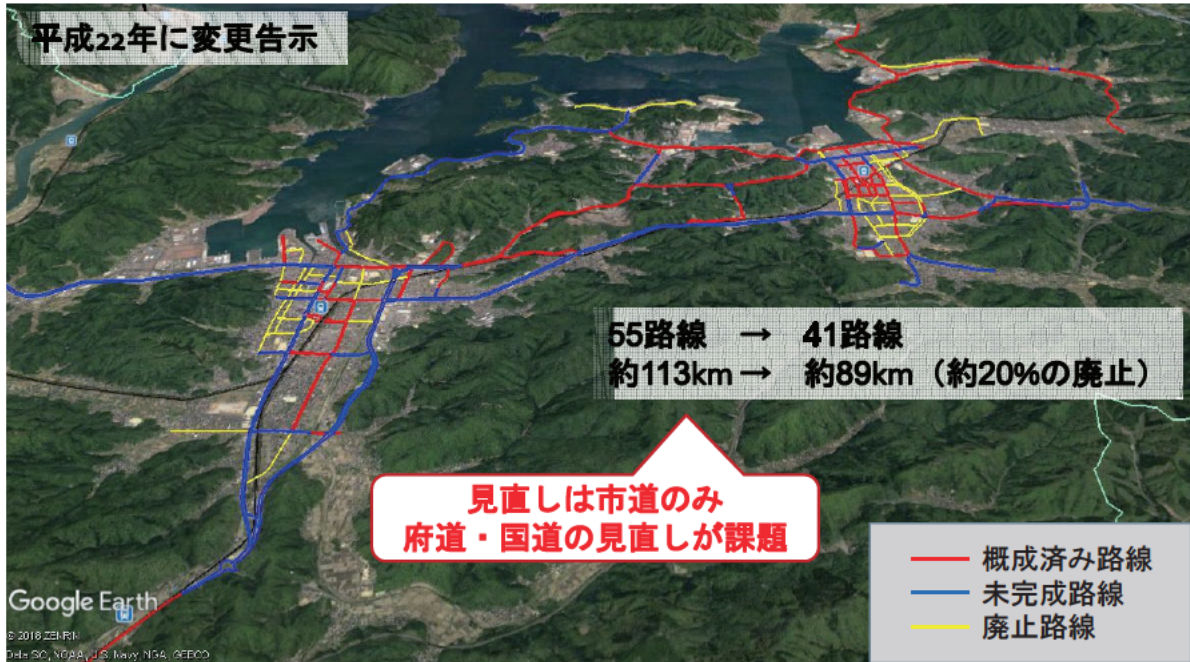 平成22年に変更告示
55路線 → 41路線
約113km→ 約89km（約20%の廃止）
見直しは市道のみ
府道・国道の見直しが課題
概成済み路線
未完成路線
廃止路線
Google Earth
© 2018 ZENRIN
Data SIO, NOAA, U.S. Navy, NGA, GEBCO